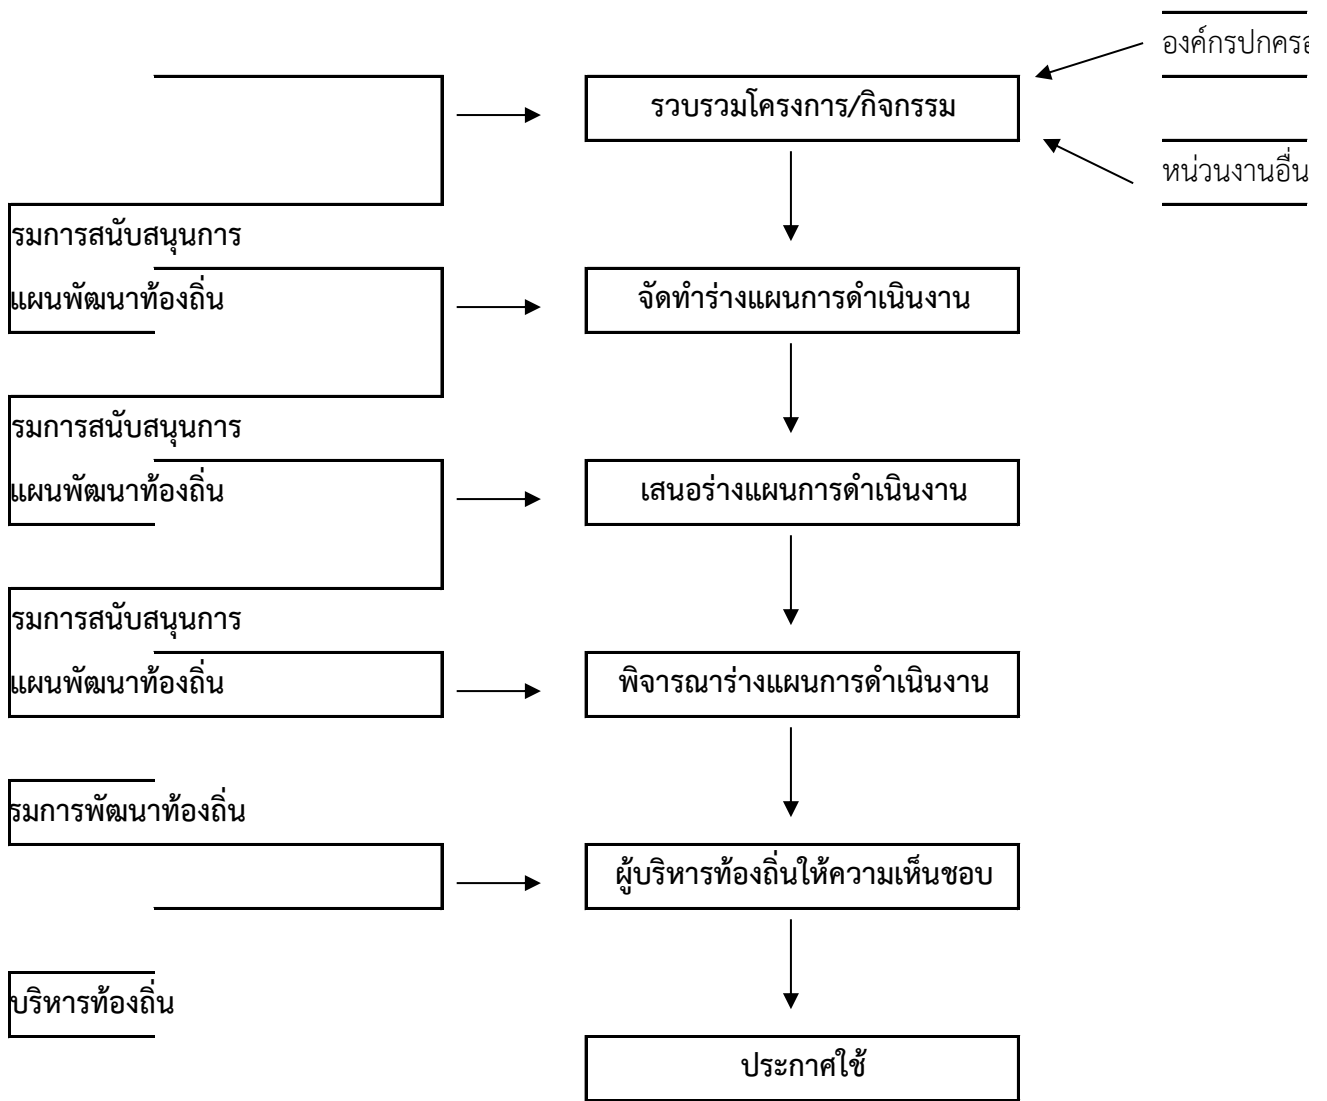 องค์กรปกคร
รวบรวมโครงการ/กิจกรรม
หน่วนงานอื่น
รมการสนับสนุนการ
แผนพัฒนาท้องถิ่น
จัดทำร่างแผนการดำเนินงาน
รมการสนับสนุนการ
แผนพัฒนาท้องถิ่น
เสนอร่างแผนการดำเนินงาน
รมการสนับสนุนการ
แผนพัฒนาท้องถิ่น
พิจารณาร่างแผนการดำเนินงาน
รมการพัฒนาท้องถิ่น
ผู้บริหารท้องถิ่นให้ความเห็นชอบ
บริหารท้องถิ่น
ประกาศใช้